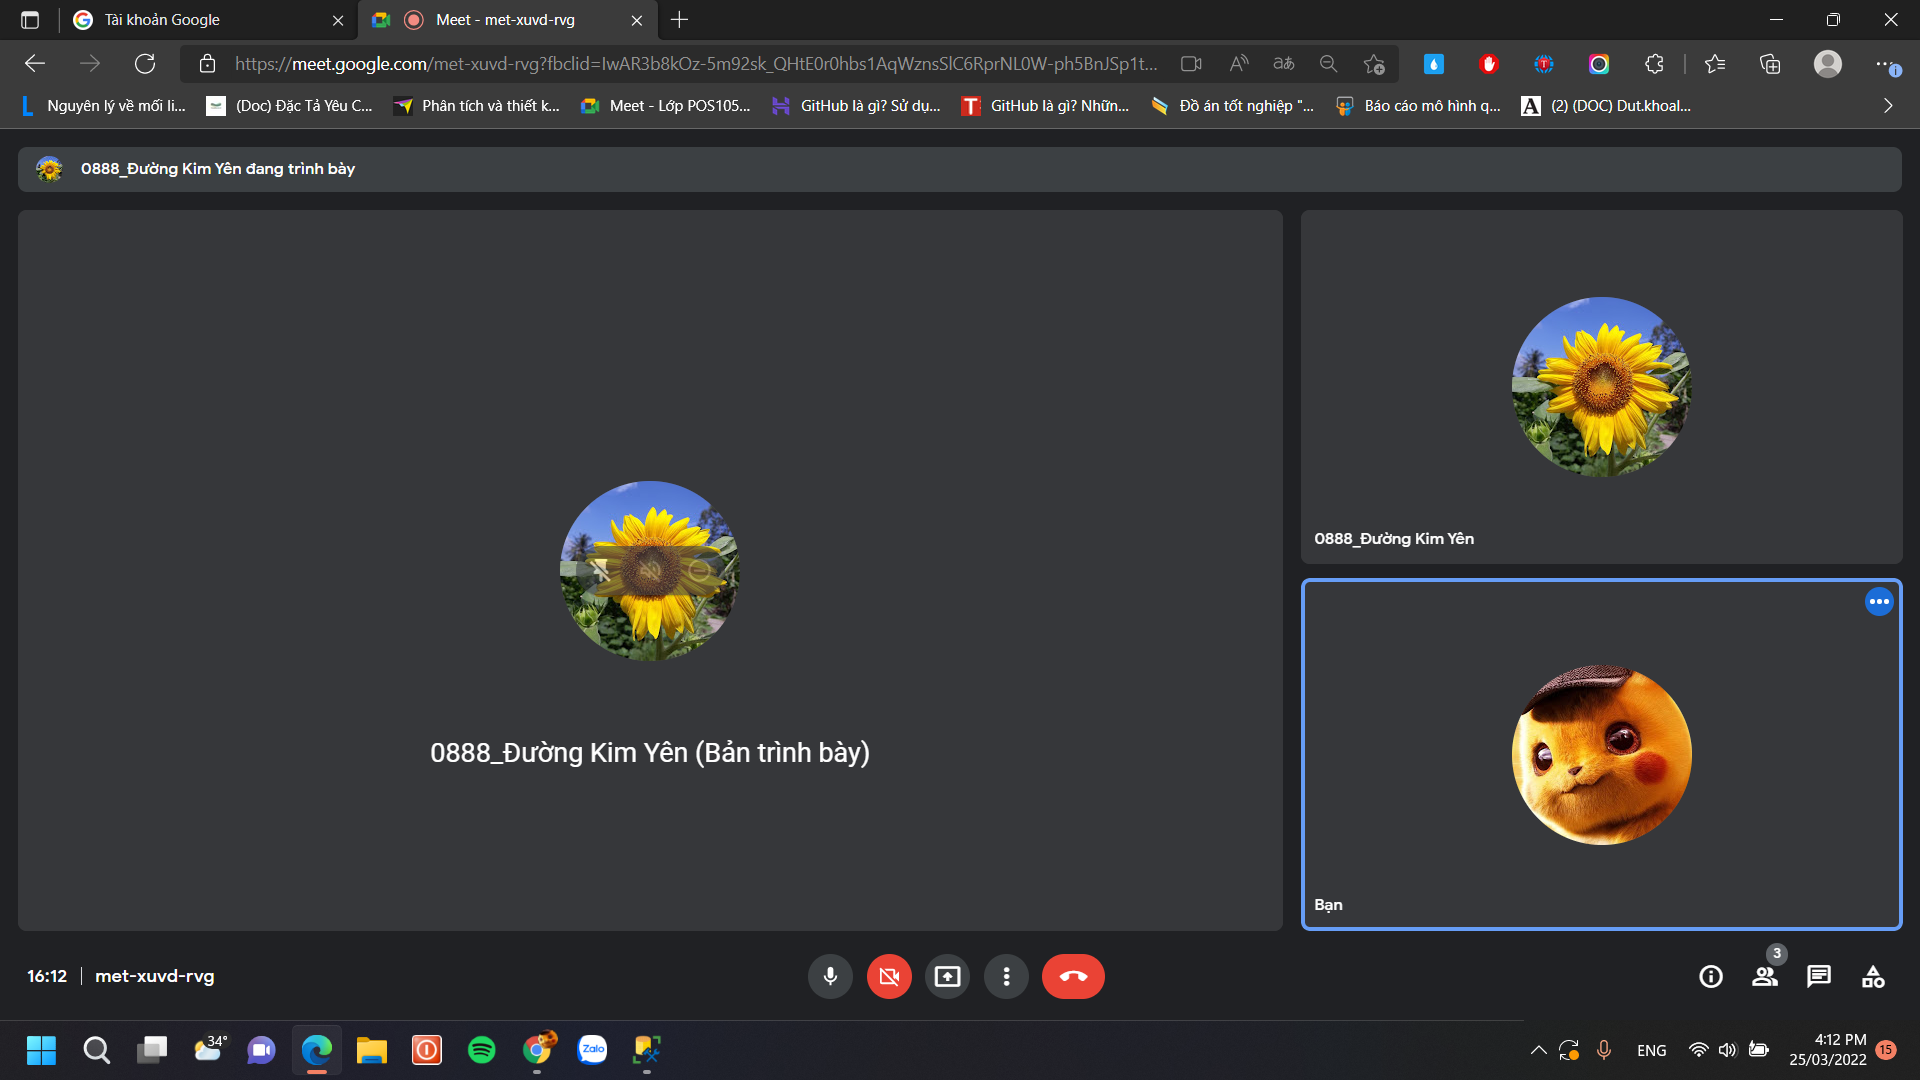 Tài khoản Google
Meet - met-xuvd-rvg
https://meet.google.com/met-xuvd-rvg?fbclid=IwAR3b8kOz-5m92sk_QHtE0r0hbs1AqWznsSlC6RprNL0W-ph5BnJSp1t...
Nguyên lý về mối li...
(Doc) Đặc Tả Yêu C...
Phân tích và thiết k...
Meet - Lớp POS105...
GitHub là gì? Sử dụ...
GitHub là gì? Nhữn...
Đồ án tốt nghiệp "...
Báo cáo mô hình q...
(2) (DOC) Dut.khoal...
0888_Đường Kim Yên đang trình bày
0888_Đường Kim Yên (Bản trình bày)
0888_Đường Kim Yên
Bạn
16:12 | met-xuvd-rvg
3
34°
Zalo
ENG
4:12 PM
25/03/2022
15